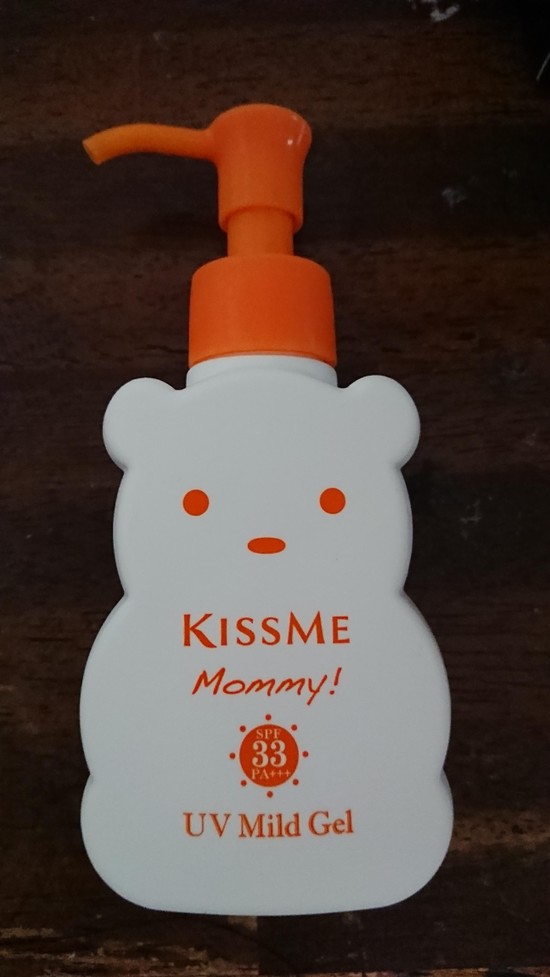 KISSME
Mommy!
SPF
33
PA+++
UV Mild Gel